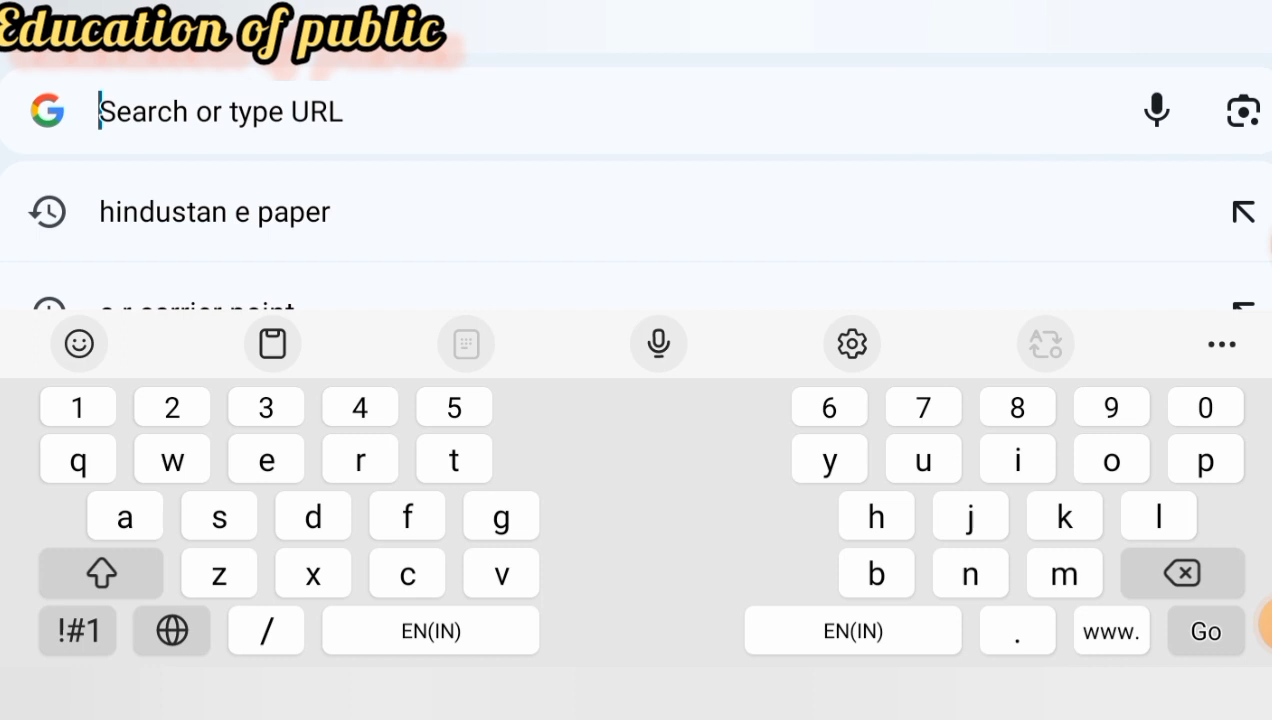 Education of public
Search or type URL
hindustan e paper
1 2 3 4 5 6 7 8 9 0
q w e r t y u i o p
a s d f g h j k l
z x c v b n m
!#1 / EN(IN) EN(IN) . www. Go